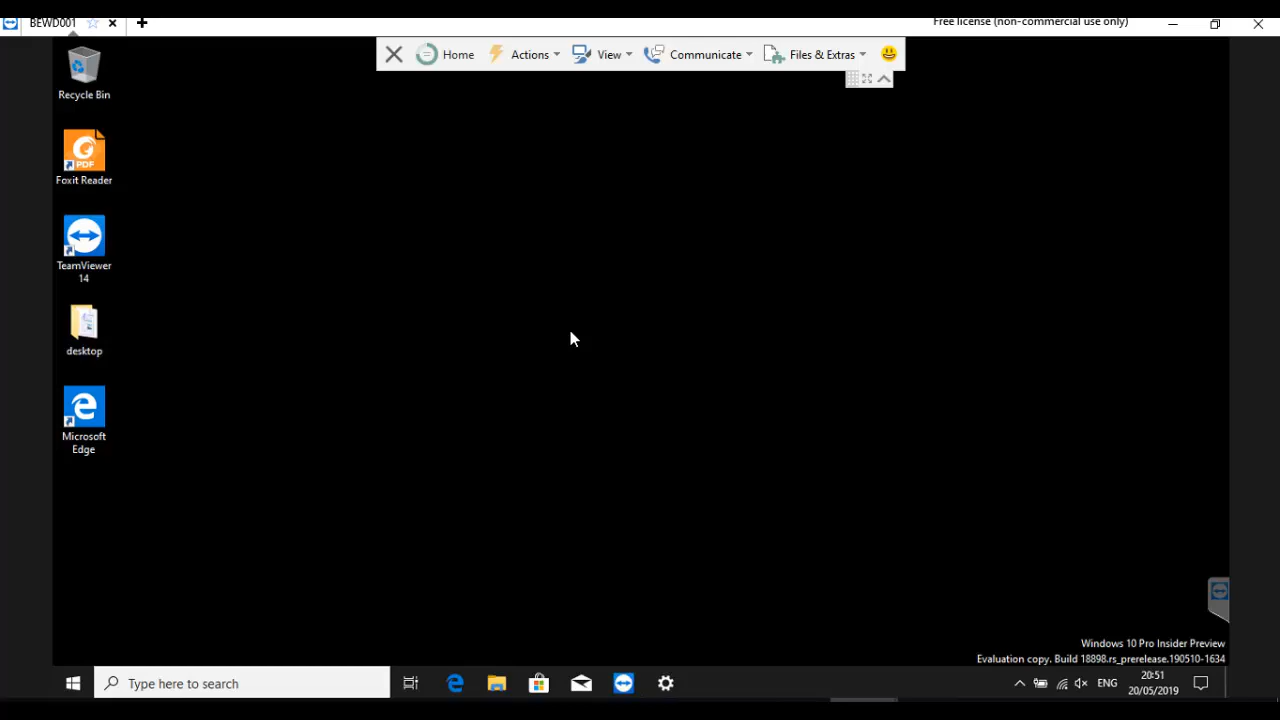 BEWD001
Free license (non-commercial use only)
Home
Actions
View
Communicate
Files & Extras
Recycle Bin
PDF
Foxit Reader
TeamViewer
14
desktop
Microsoft
Edge
Windows 10 Pro Insider Preview
Evaluation copy. Build 18898.rs_prerelease.190510-1634
Type here to search
ENG
20:51
20/05/2019